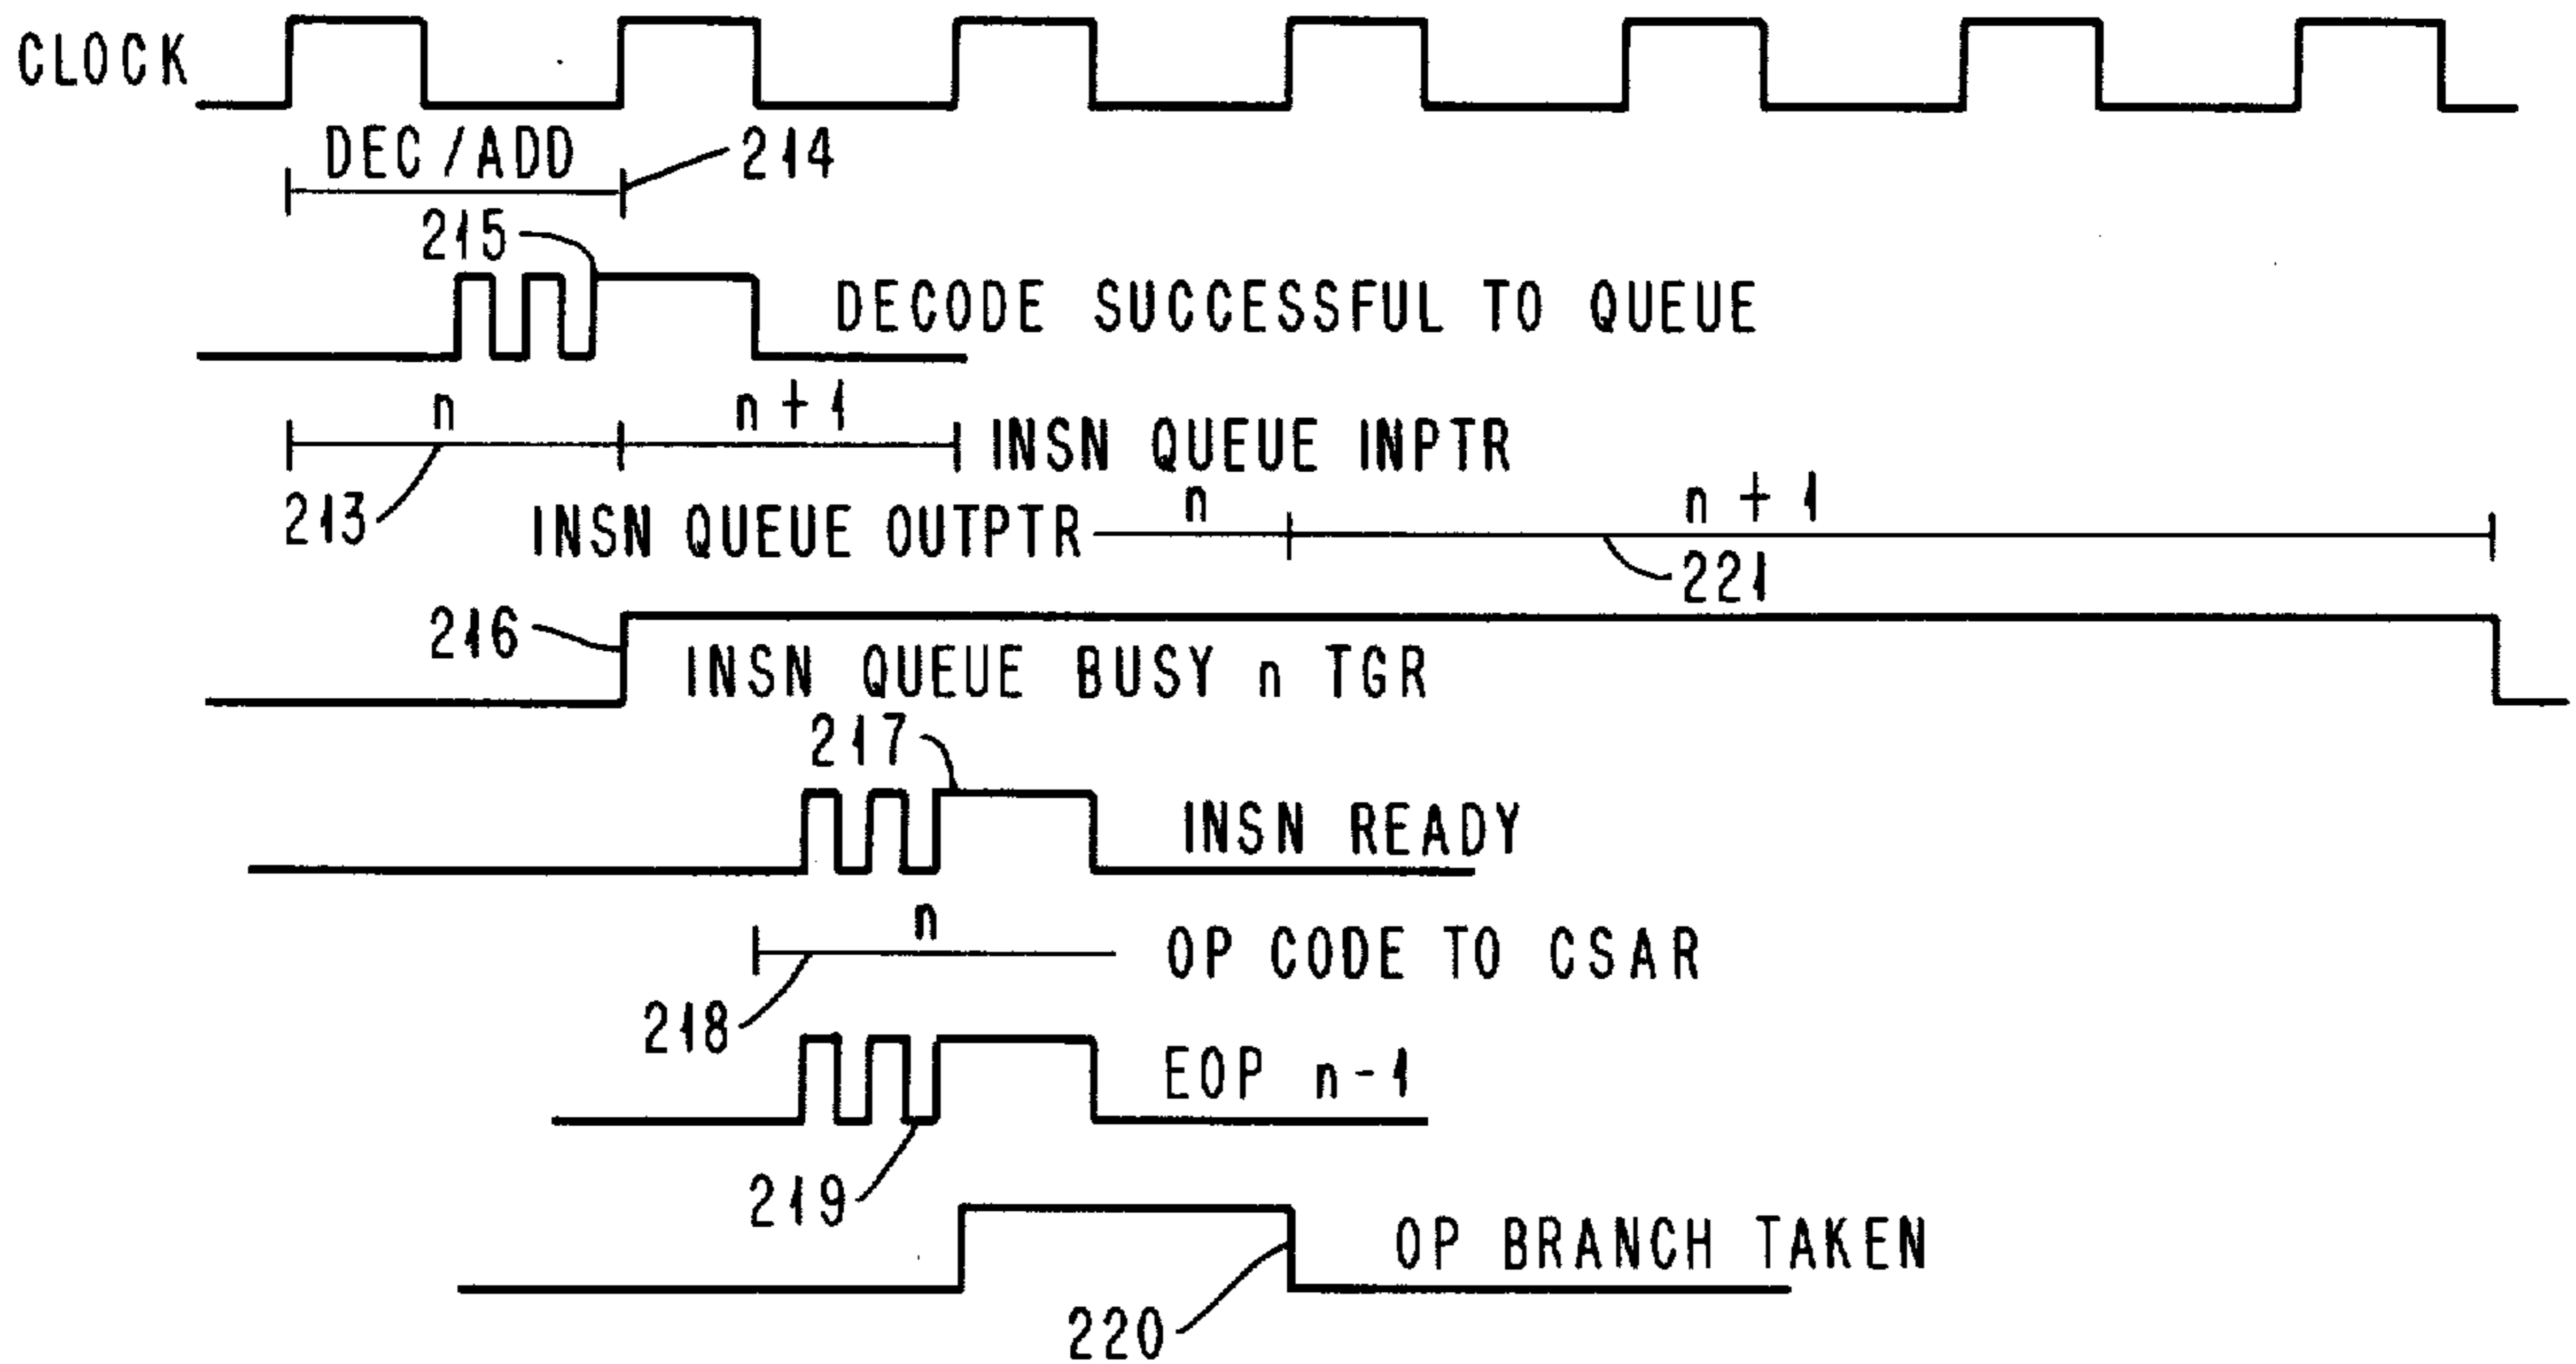 CLOCK
DEC/ADD
214
215
DECODE SUCCESSFUL TO QUEUE
n
n+1
INSN QUEUE INPTR
213
INSN QUEUE OUTPTR
n
n+1
221
216
INSN QUEUE BUSY n TGR
217
INSN READY
n
OP CODE TO CSAR
218
EOP n-1
219
OP BRANCH TAKEN
220